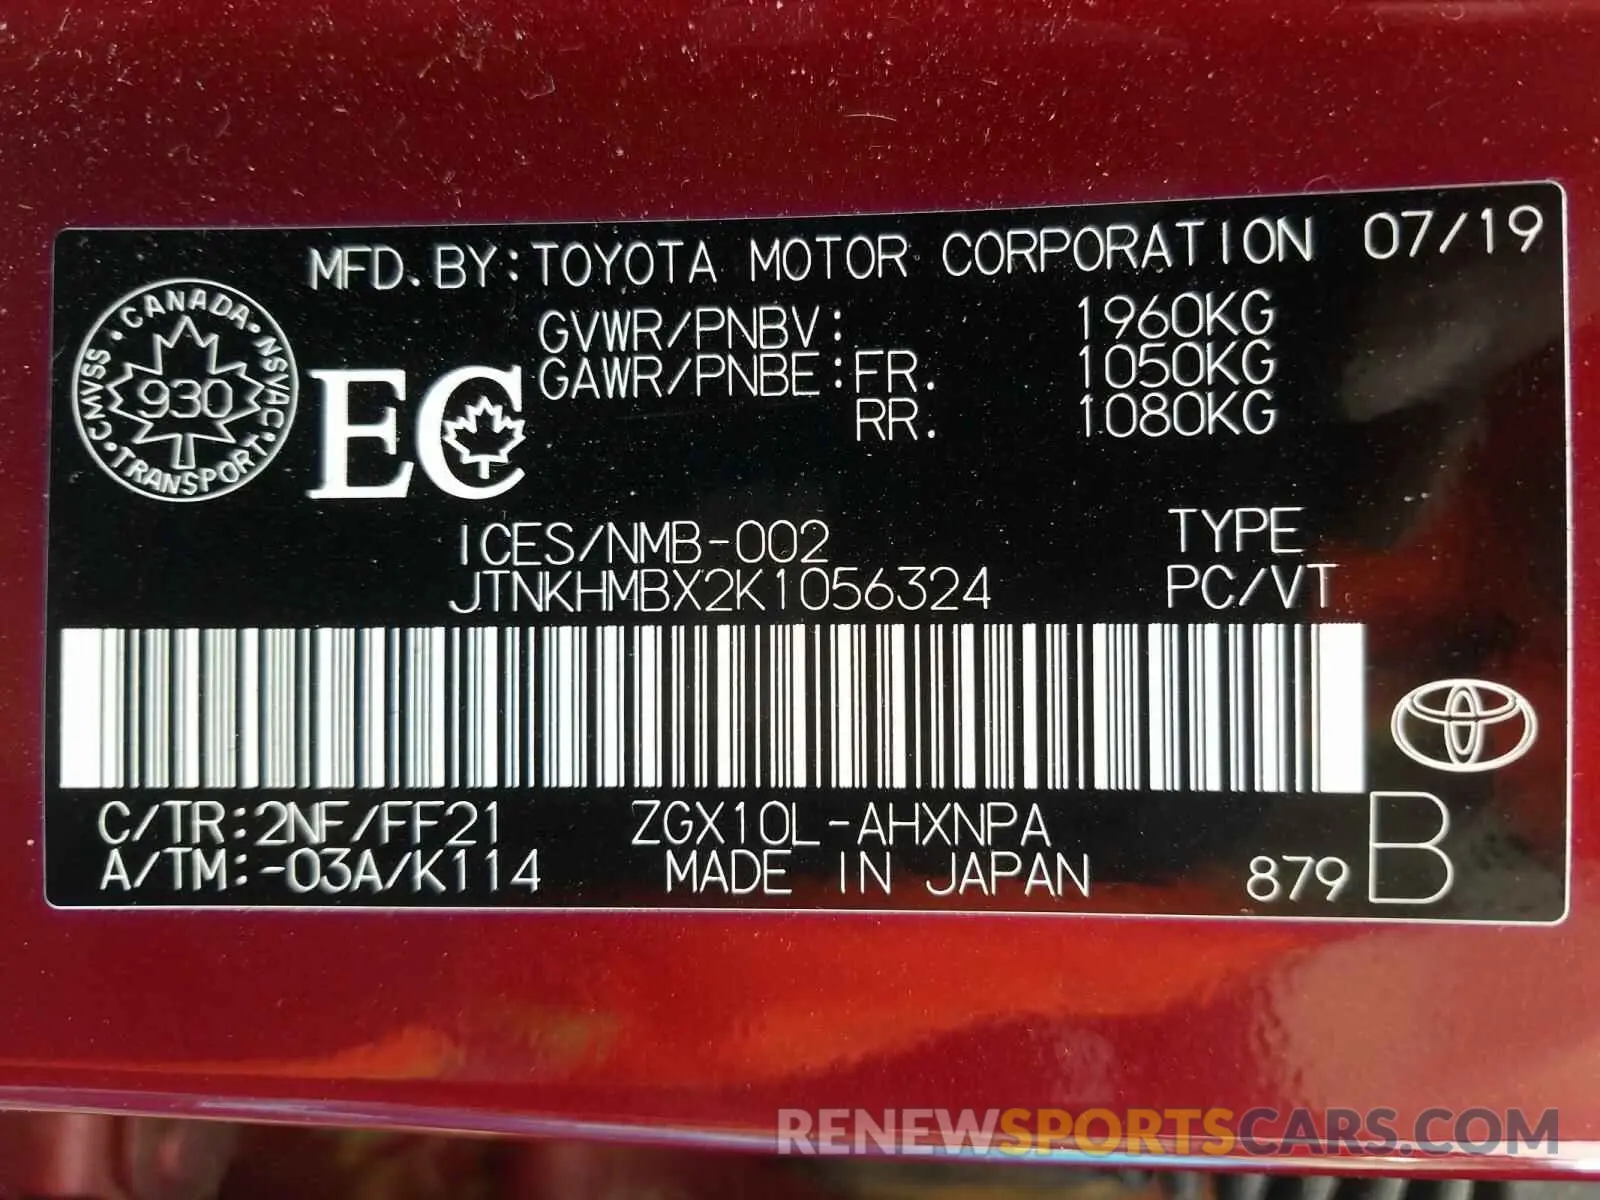 MFD. BY: TOYOTA MOTOR CORPORATION 07/19
GVWR/PNBV: 1960KG
GAWR/PNBE: FR. 1050KG
RR. 1080KG
CMVSS • CANADA • NSVAC • TRANSPORT •
930
EC
ICES/NMB-002 TYPE
JTNKHMBX2K1056324 PC/VT
C/TR:2NF/FF21 ZGX10L-AHXNPA
A/TM:-03A/K114 MADE IN JAPAN 879 B
RENEWSPORTSCARS.COM